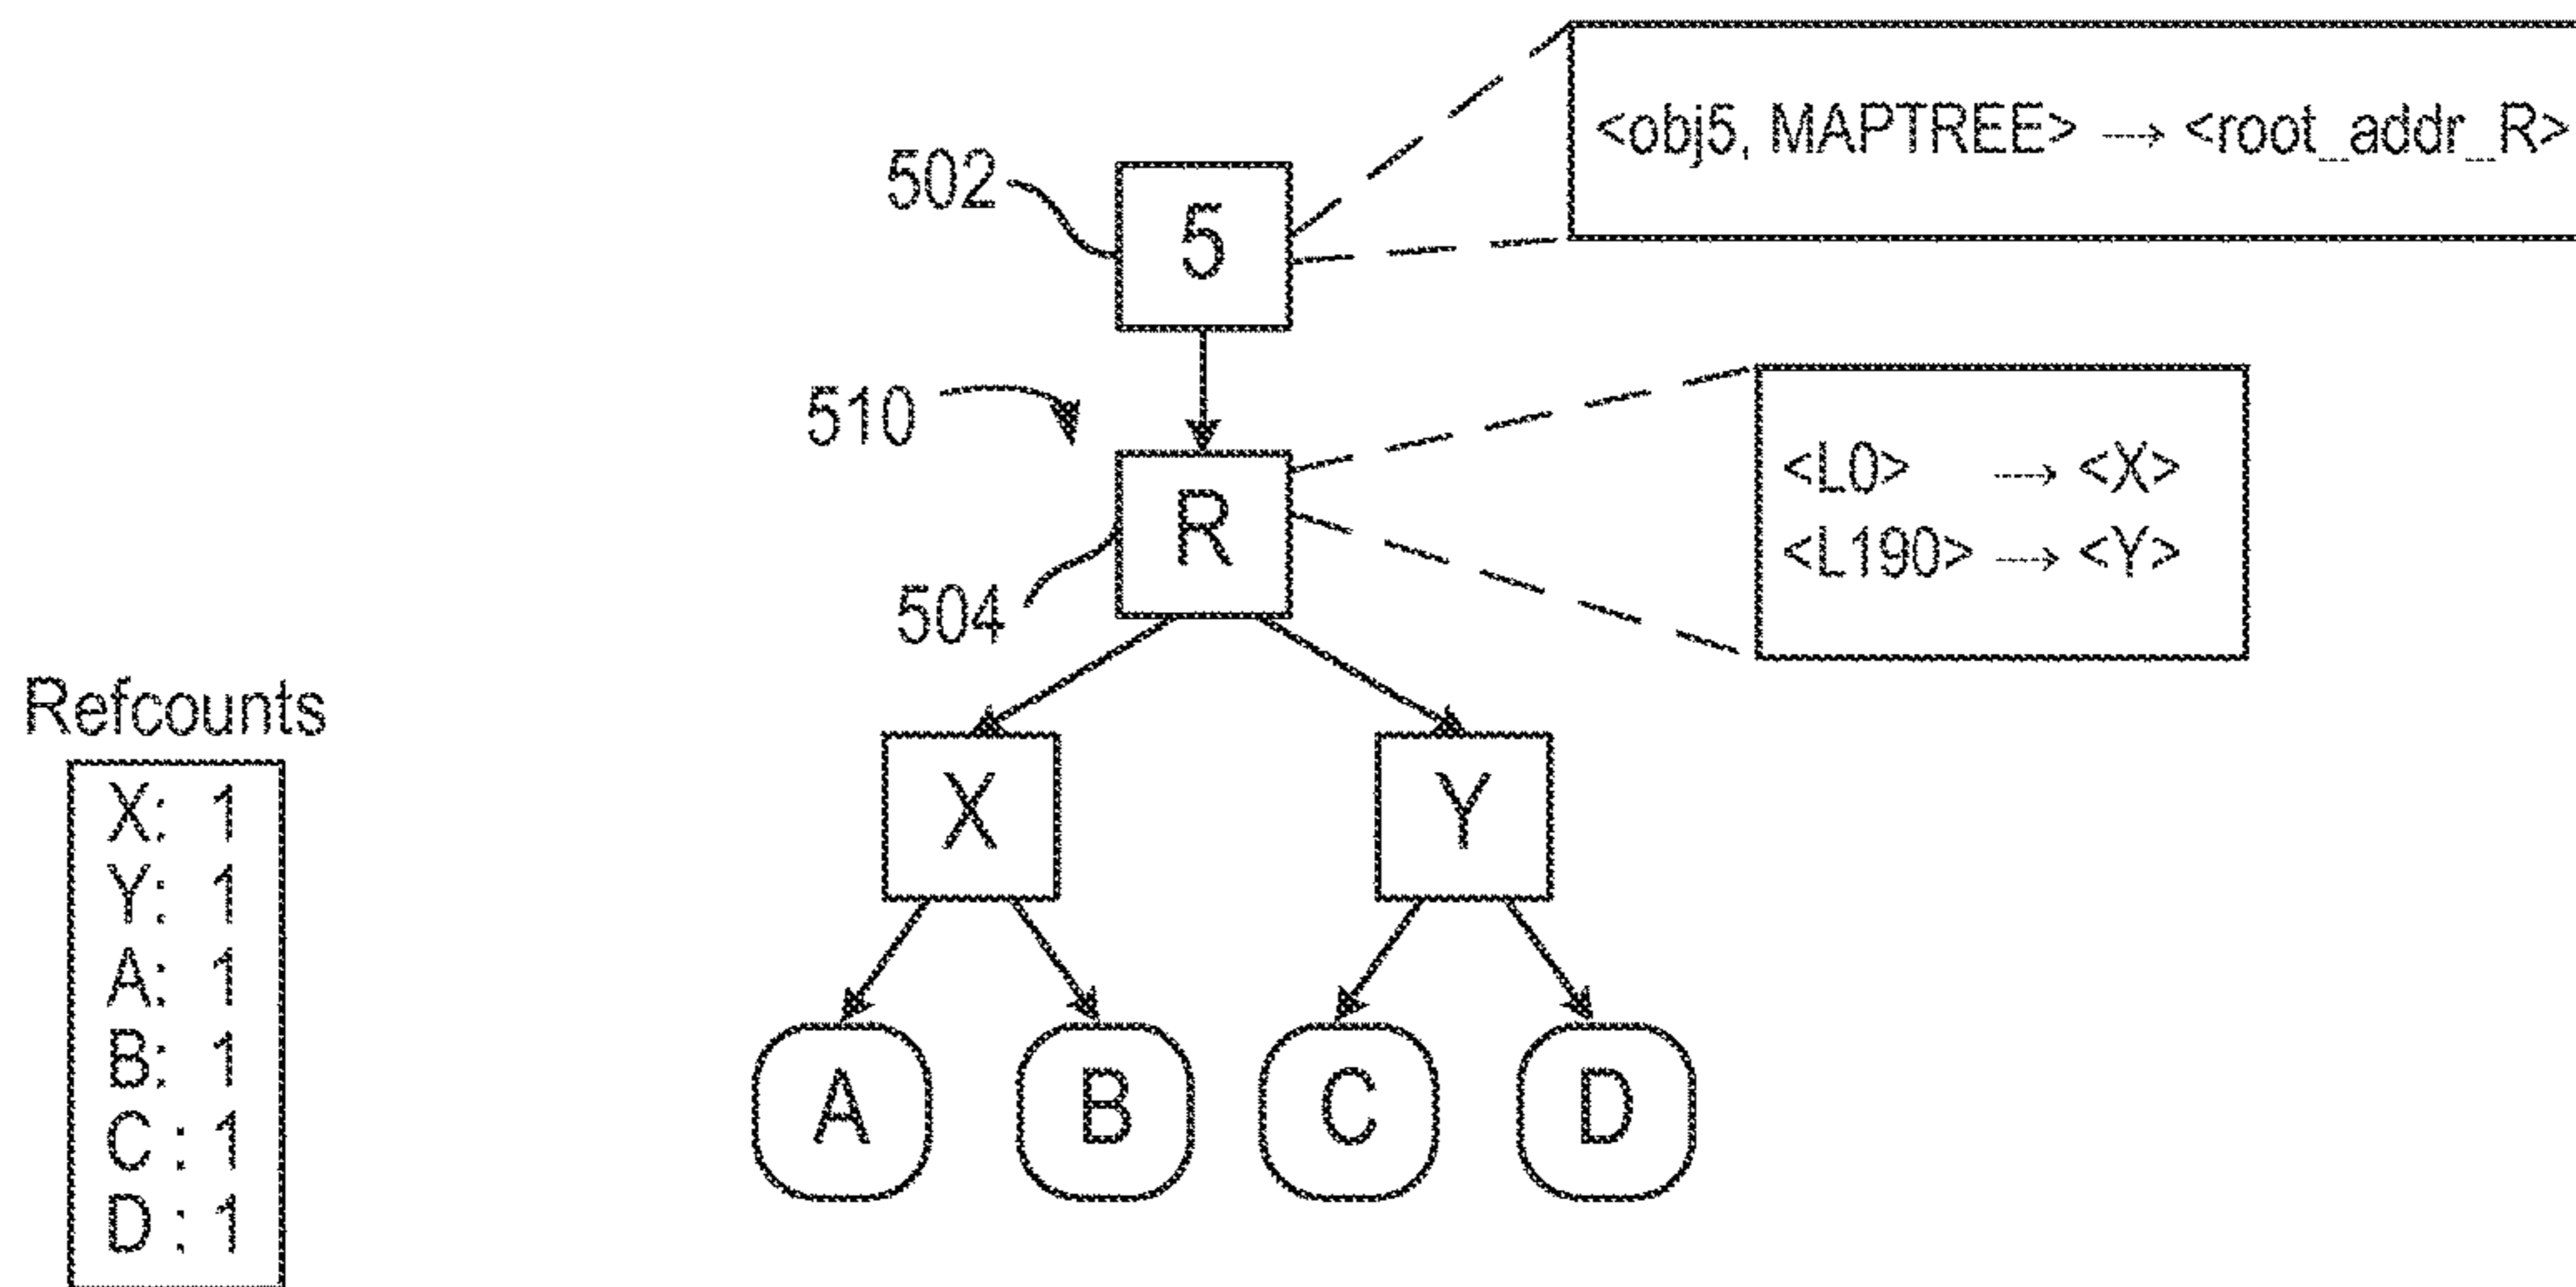 <obj5, MAPTREE> → <root_addr_R>
502
5
510
R
504
<L0> → <X>
<L190> → <Y>
Refcounts
X: 1
Y: 1
A: 1
B: 1
C : 1
D : 1
X
Y
A
B
C
D